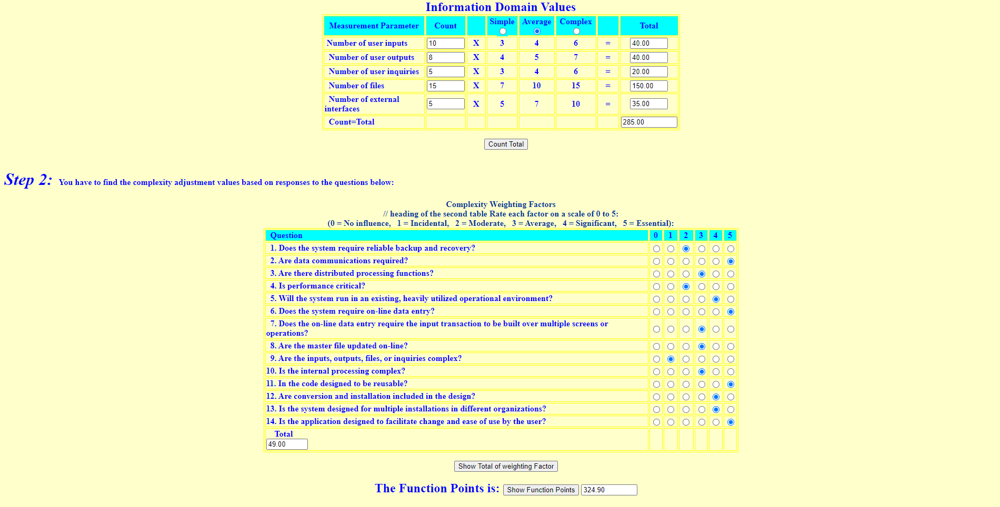 Information Domain Values
Measurement Parameter Count Simple Average Complex Total
Number of user inputs 10 X 3 4 6 = 40.00
Number of user outputs 8 X 4 5 7 = 40.00
Number of user inquiries 5 X 3 4 6 = 20.00
Number of files 15 X 7 10 15 = 150.00
Number of external
interfaces 5 X 5 7 10 = 35.00
Count=Total 285.00
Count Total
Step 2: You have to find the complexity adjustment values based on responses to the questions below:
Complexity Weighting Factors
// heading of the second table Rate each factor on a scale of 0 to 5:
(0 = No influence, 1 = Incidental, 2 = Moderate, 3 = Average, 4 = Significant, 5 = Essential):
Question 0 1 2 3 4 5
1. Does the system require reliable backup and recovery?
2. Are data communications required?
3. Are there distributed processing functions?
4. Is performance critical?
5. Will the system run in an existing, heavily utilized operational environment?
6. Does the system require on-line data entry?
7. Does the on-line data entry require the input transaction to be built over multiple screens or
operations?
8. Are the master file updated on-line?
9. Are the inputs, outputs, files, or inquiries complex?
10. Is the internal processing complex?
11. In the code designed to be reusable?
12. Are conversion and installation included in the design?
13. Is the system designed for multiple installations in different organizations?
14. Is the application designed to facilitate change and ease of use by the user?
Total
49.00
Show Total of weighting Factor
The Function Points is: Show Function Points 324.90